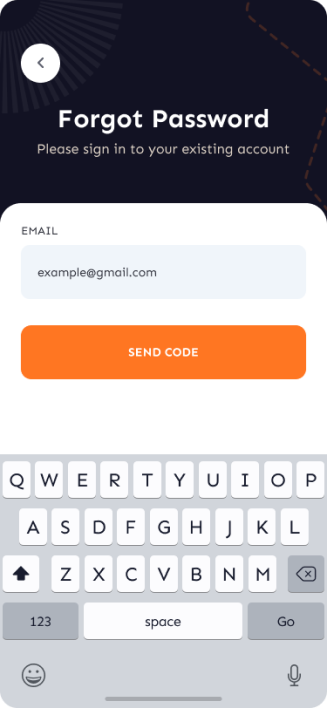 Forgot Password
Please sign in to your existing account
EMAIL
example@gmail.com
SEND CODE
Q W E R T Y U I O P
A S D F G H J K L
Z X C V B N M
123 space Go